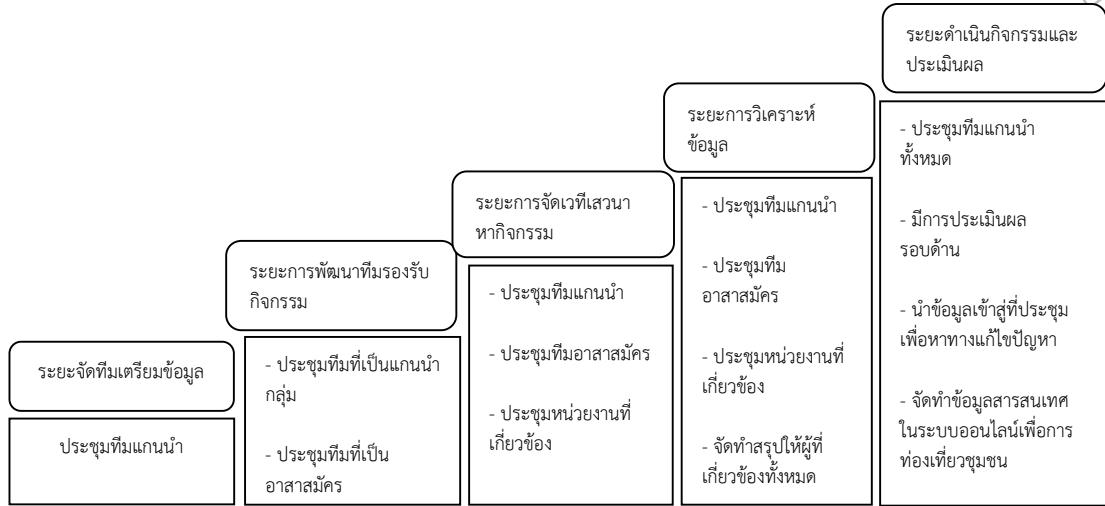 ระยะจัดทีมเตรียมข้อมูล
ประชุมทีมแกนนำ
ระยะการพัฒนาทีมรองรับ
กิจกรรม
- ประชุมทีมที่เป็นแกนนำ
กลุ่ม
- ประชุมทีมที่เป็น
อาสาสมัคร
ระยะการจัดเวทีเสวนา
หากิจกรรม
- ประชุมทีมแกนนำ
- ประชุมทีมอาสาสมัคร
- ประชุมหน่วยงานที่
เกี่ยวข้อง
ระยะการวิเคราะห์
ข้อมูล
- ประชุมทีมแกนนำ
- ประชุมทีม
อาสาสมัคร
- ประชุมหน่วยงานที่
เกี่ยวข้อง
- จัดทำสรุปให้ผู้ที่
เกี่ยวข้องทั้งหมด
ระยะดำเนินกิจกรรมและ
ประเมินผล
- ประชุมทีมแกนนำ
ทั้งหมด
- มีการประเมินผล
รอบด้าน
- นำข้อมูลเข้าสู่ที่ประชุม
เพื่อหาทางแก้ไขปัญหา
- จัดทำข้อมูลสารสนเทศ
ในระบบออนไลน์เพื่อการ
ท่องเที่ยวชุมชน